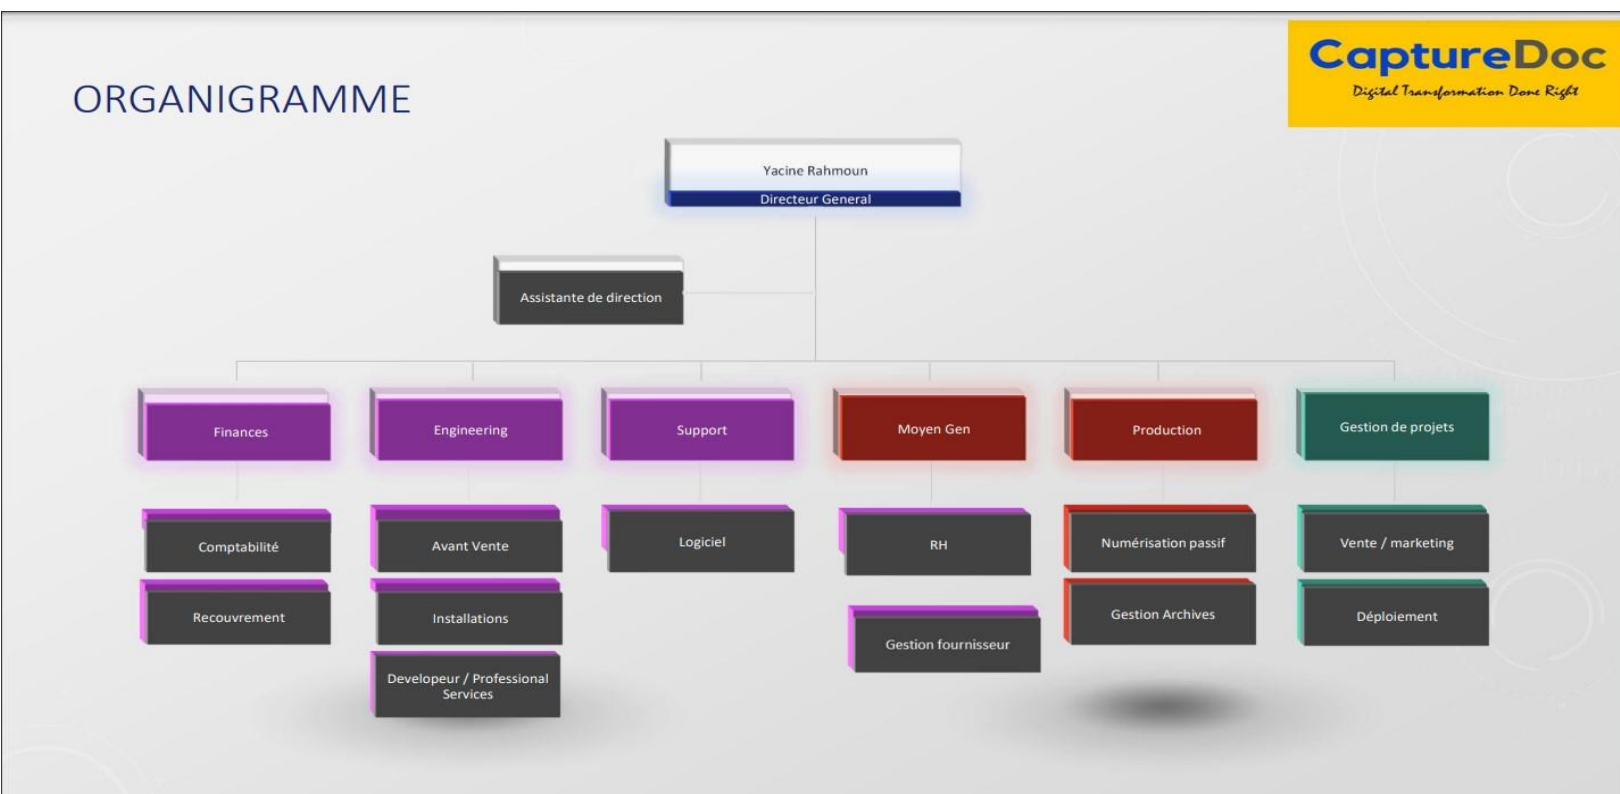 CaptureDoc
Digital Transformation Done Right
ORGANIGRAMME
Yacine Rahmoun
Directeur General
Assistante de direction
Finances
Engineering
Support
Moyen Gen
Production
Gestion de projets
Comptabilité
Avant Vente
Logiciel
RH
Numérisation passif
Vente / marketing
Recouvrement
Installations
Gestion fournisseur
Gestion Archives
Déploiement
Developeur / Professional
Services